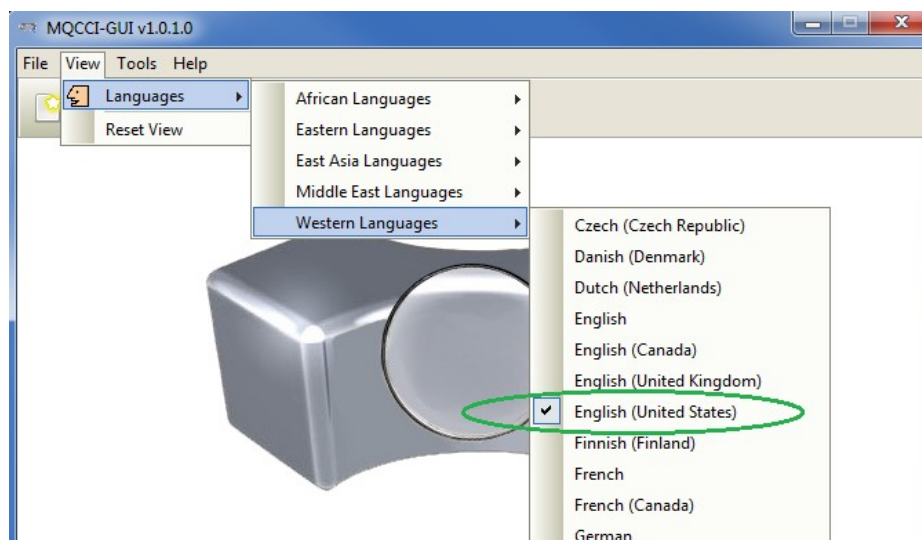 MQCCI-GUI v1.0.1.0
File View Tools Help
Languages
Reset View
African Languages
Eastern Languages
East Asia Languages
Middle East Languages
Western Languages
Czech (Czech Republic)
Danish (Denmark)
Dutch (Netherlands)
English
English (Canada)
English (United Kingdom)
English (United States)
Finnish (Finland)
French
French (Canada)
German